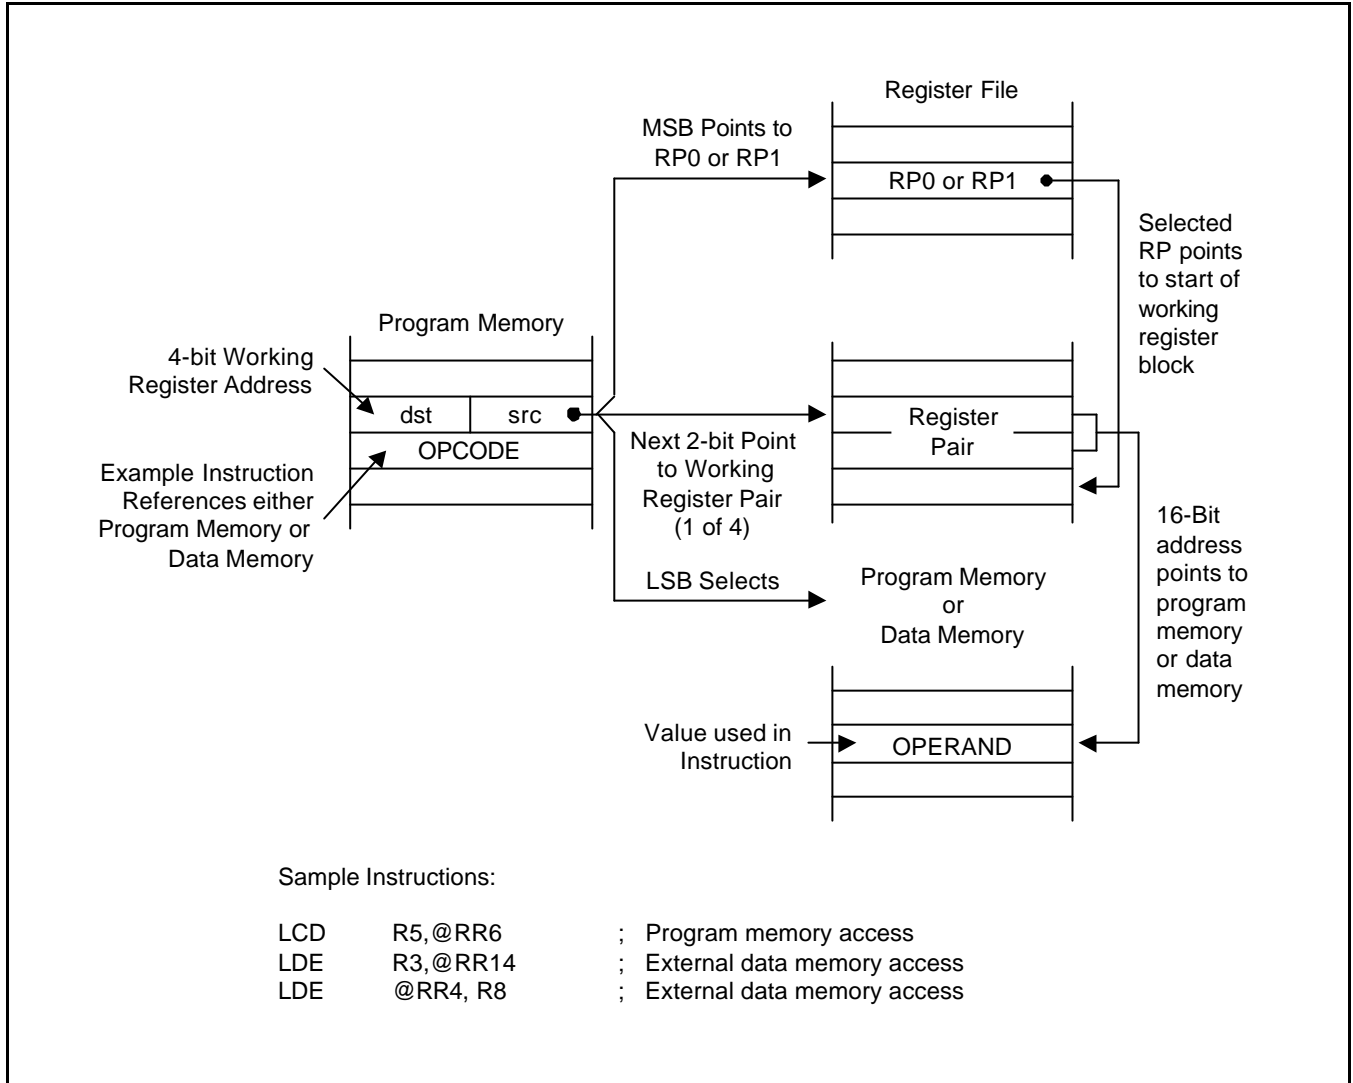 Register File
MSB Points to
RP0 or RP1
RP0 or RP1
Selected
RP points
to start of
working
register
block
Program Memory
4-bit Working
Register Address
dst src
OPCODE
Example Instruction
References either
Program Memory or
Data Memory
Next 2-bit Point
to Working
Register Pair
(1 of 4)
Register
Pair
LSB Selects
Program Memory
or
Data Memory
16-Bit
address
points to
program
memory
or data
memory
Value used in
Instruction
OPERAND
Sample Instructions:
LCD R5,@RR6 ; Program memory access
LDE R3,@RR14 ; External data memory access
LDE @RR4, R8 ; External data memory access